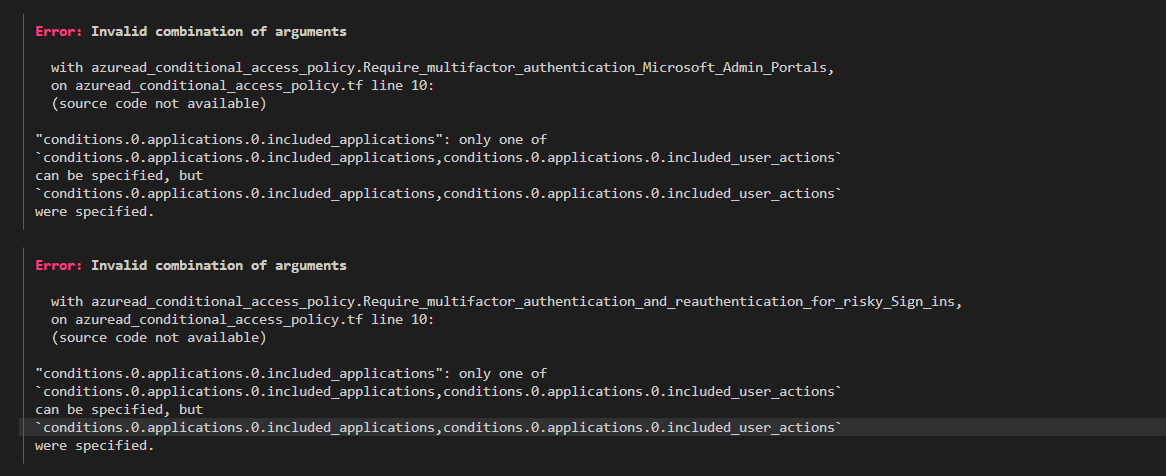 Error: Invalid combination of arguments
with azuread_conditional_access_policy.Require_multifactor_authentication_Microsoft_Admin_Portals,
on azuread_conditional_access_policy.tf line 10:
(source code not available)
"conditions.0.applications.0.included_applications": only one of
`conditions.0.applications.0.included_applications,conditions.0.applications.0.included_user_actions`
can be specified, but
`conditions.0.applications.0.included_applications,conditions.0.applications.0.included_user_actions`
were specified.
Error: Invalid combination of arguments
with azuread_conditional_access_policy.Require_multifactor_authentication_and_reauthentication_for_risky_Sign_ins,
on azuread_conditional_access_policy.tf line 10:
(source code not available)
"conditions.0.applications.0.included_applications": only one of
`conditions.0.applications.0.included_applications,conditions.0.applications.0.included_user_actions`
can be specified, but
`conditions.0.applications.0.included_applications,conditions.0.applications.0.included_user_actions`
were specified.